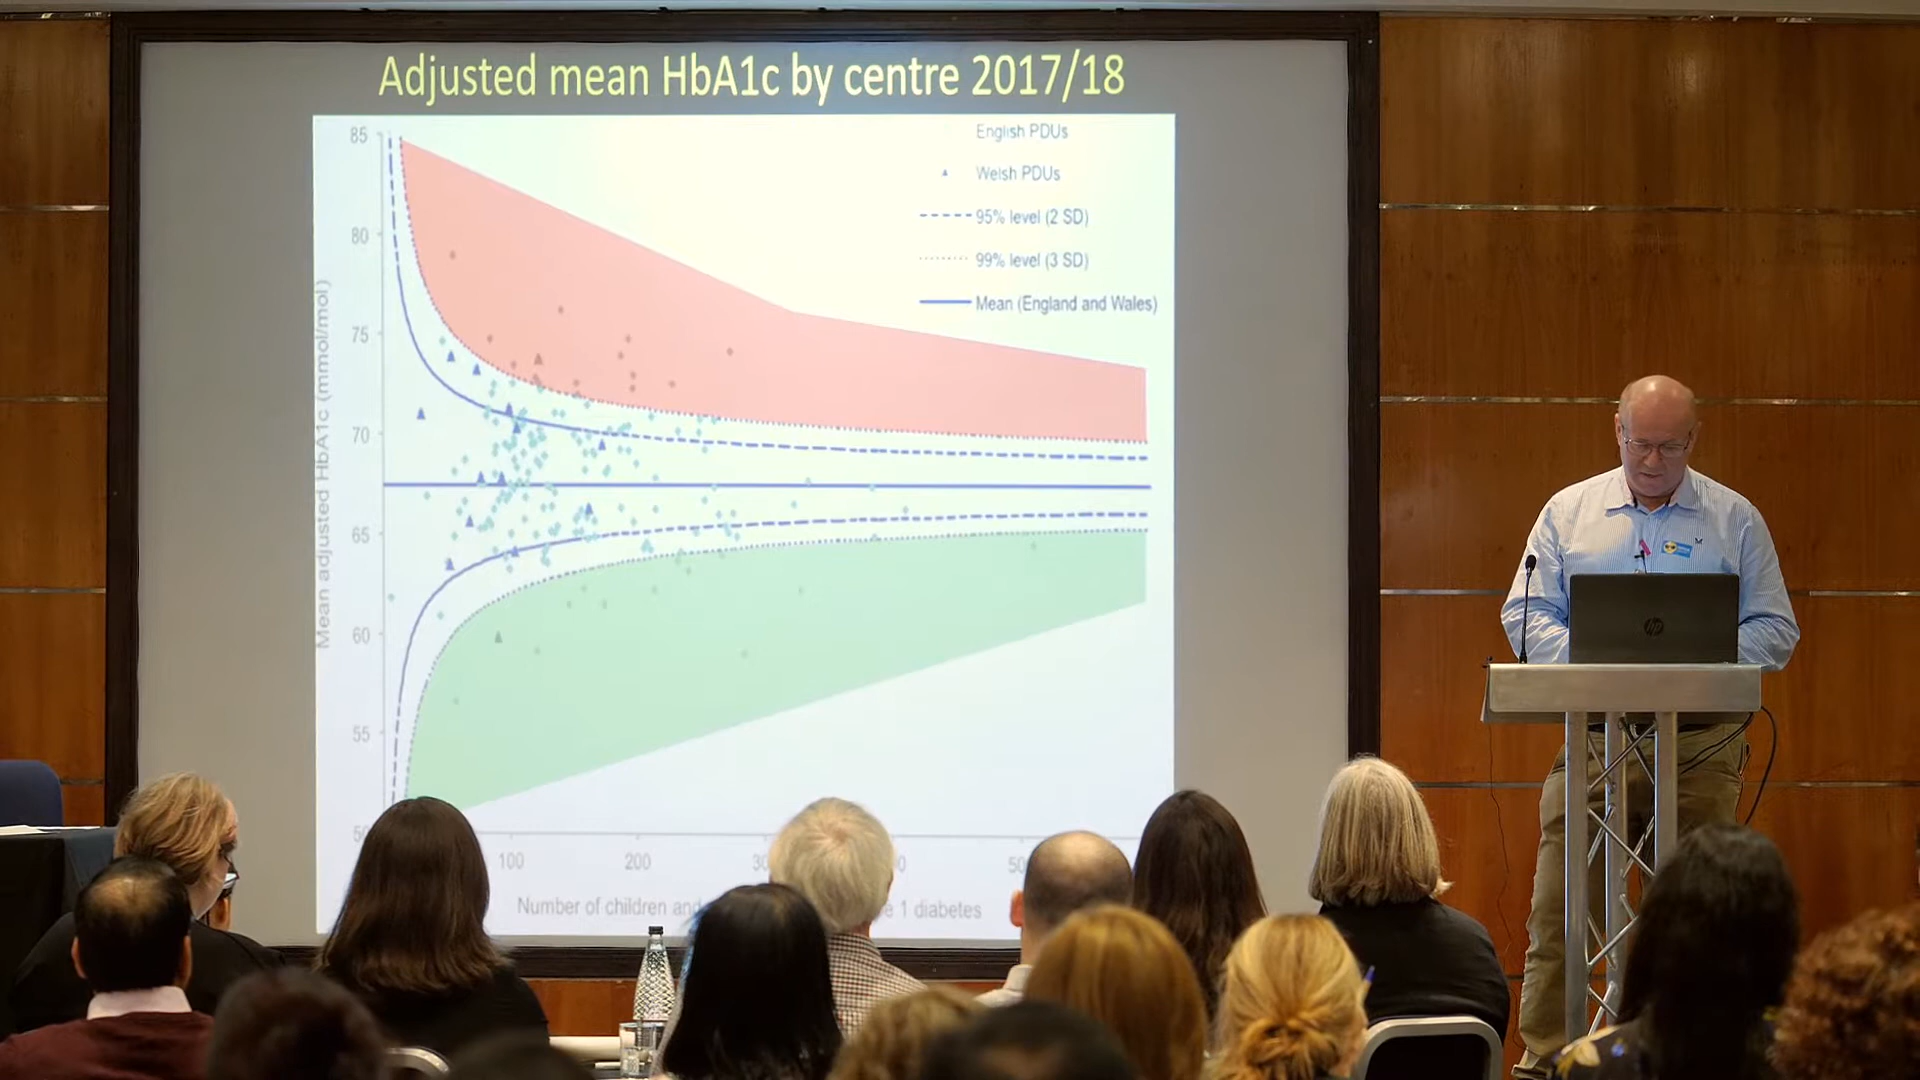 Adjusted mean HbA1c by centre 2017/18
English PDUs
Welsh PDUs
95% level (2 SD)
99% level (3 SD)
Mean (England and Wales)
Mean adjusted HbA1c (mmol/mol)
85
80
75
70
65
60
55
100
200
Number of children and
1 diabetes
hp